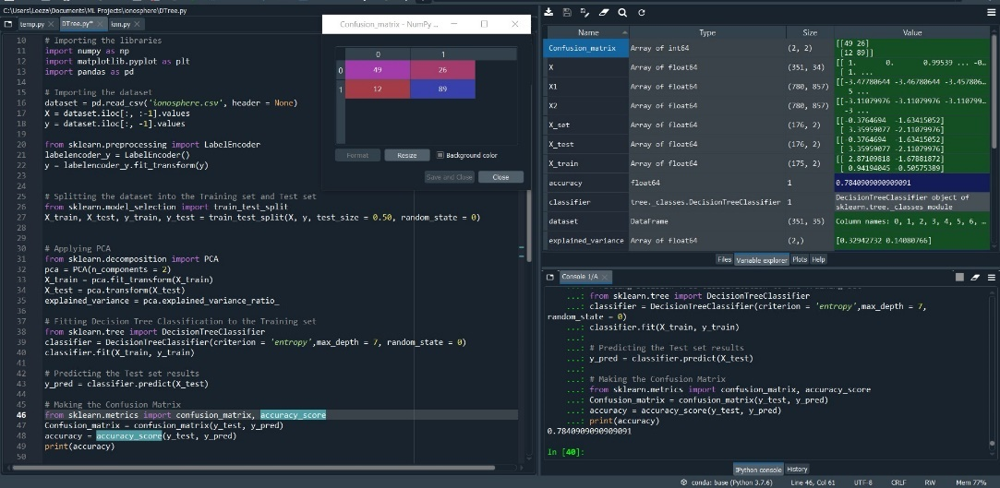 C:\Users\Leeza\Documents\ML Projects\ionosphere\DTree.py
temp.py
DTree.py*
knn.py
10 # Importing the libraries
11 import numpy as np
12 import matplotlib.pyplot as plt
13 import pandas as pd
14
15 # Importing the dataset
16 dataset = pd.read_csv('ionosphere.csv', header = None)
17 X = dataset.iloc[:, :-1].values
18 y = dataset.iloc[:, -1].values
19
20 from sklearn.preprocessing import LabelEncoder
21 labelencoder_y = LabelEncoder()
22 y = labelencoder_y.fit_transform(y)
23
24
25 # Splitting the dataset into the Training set and Test set
26 from sklearn.model_selection import train_test_split
27 X_train, X_test, y_train, y_test = train_test_split(X, y, test_size = 0.50, random_state = 0)
28
29
30 # Applying PCA
31 from sklearn.decomposition import PCA
32 pca = PCA(n_components = 2)
33 X_train = pca.fit_transform(X_train)
34 X_test = pca.transform(X_test)
35 explained_variance = pca.explained_variance_ratio_
36
37 # Fitting Decision Tree Classification to the Training set
38 from sklearn.tree import DecisionTreeClassifier
39 classifier = DecisionTreeClassifier(criterion = 'entropy',max_depth = 7, random_state = 0)
40 classifier.fit(X_train, y_train)
41
42 # Predicting the Test set results
43 y_pred = classifier.predict(X_test)
44
45 # Making the Confusion Matrix
46 from sklearn.metrics import confusion_matrix, accuracy_score
47 Confusion_matrix = confusion_matrix(y_test, y_pred)
48 accuracy = accuracy_score(y_test, y_pred)
49 print(accuracy)
50
Confusion_matrix - NumPy ...
0 1
0 49 26
1 12 89
Format Resize Background color
Save and Close Close
Name Type Size Value
Confusion_matrix Array of int64 (2, 2) [[49 26]
[12 89]]
X Array of float64 (351, 34) [[ 1. 0. 0.99539 ... -0…
[ 1. ...
X1 Array of float64 (780, 857) [[-3.47780644 -3.46780644 -3.457806…
5 ...
X2 Array of float64 (780, 857) [[-3.11079976 -3.11079976 -3.110799…
-3 ...
X_set Array of float64 (176, 2) [[-0.3764694 -1.63415052]
[ 3.35959077 -2.11079976]
X_test Array of float64 (176, 2) [[-0.3764694 -1.63415052]
[ 3.35959077 -2.11079976]
X_train Array of float64 (175, 2) [[ 2.87109818 -1.67881872]
[ 0.94194045 -0.50575389]
accuracy float64 1 0.7840909090909091
classifier tree._classes.DecisionTreeClassifier 1 DecisionTreeClassifier object of
sklearn.tree._classes module
dataset DataFrame (351, 35) Column names: 0, 1, 2, 3, 4, 5, 6, …
explained_variance Array of float64 (2,) [0.32942732 0.14080766]
Files Variable explorer Plots Help
Console 1/A
...: from sklearn.tree import DecisionTreeClassifier
...: classifier = DecisionTreeClassifier(criterion = 'entropy',max_depth = 7,
random_state = 0)
...: classifier.fit(X_train, y_train)
...:
...: # Predicting the Test set results
...: y_pred = classifier.predict(X_test)
...:
...: # Making the Confusion Matrix
...: from sklearn.metrics import confusion_matrix, accuracy_score
...: Confusion_matrix = confusion_matrix(y_test, y_pred)
...: accuracy = accuracy_score(y_test, y_pred)
...: print(accuracy)
0.7840909090909091
In [40]:
IPython console History
conda: base (Python 3.7.6) Line 46, Col 61 UTF-8 CRLF RW Mem 77%